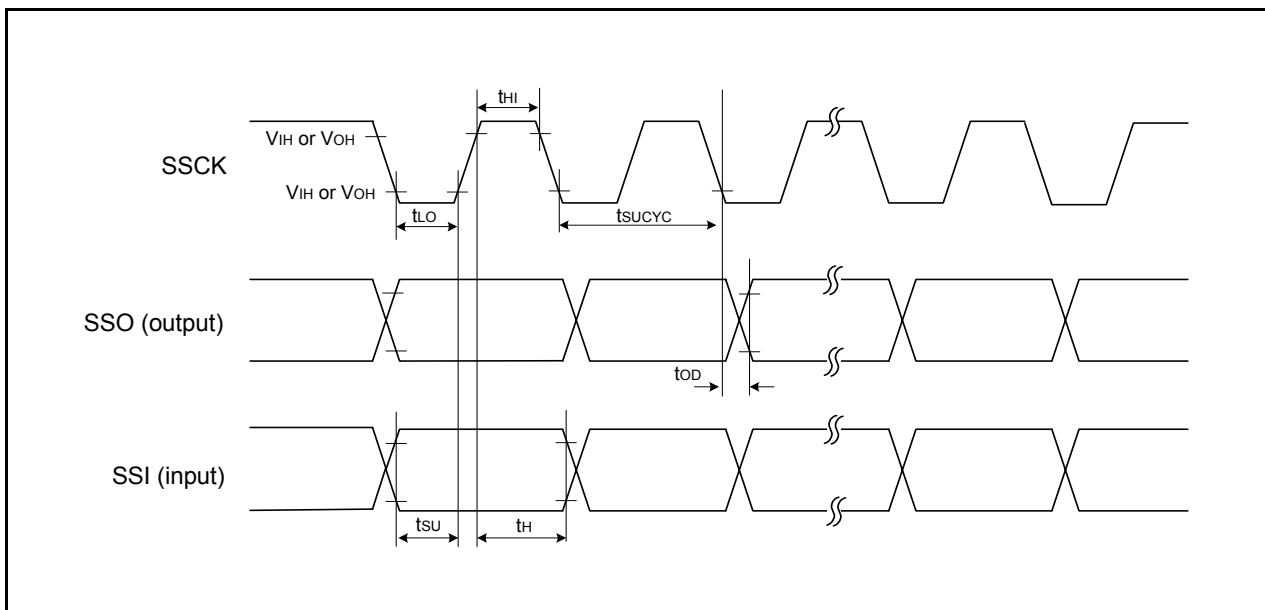 tHI
VIH or VOH
SSCK
VIH or VOH
tLO
tSUCYC
SSO (output)
tOD
SSI (input)
tSU
tH